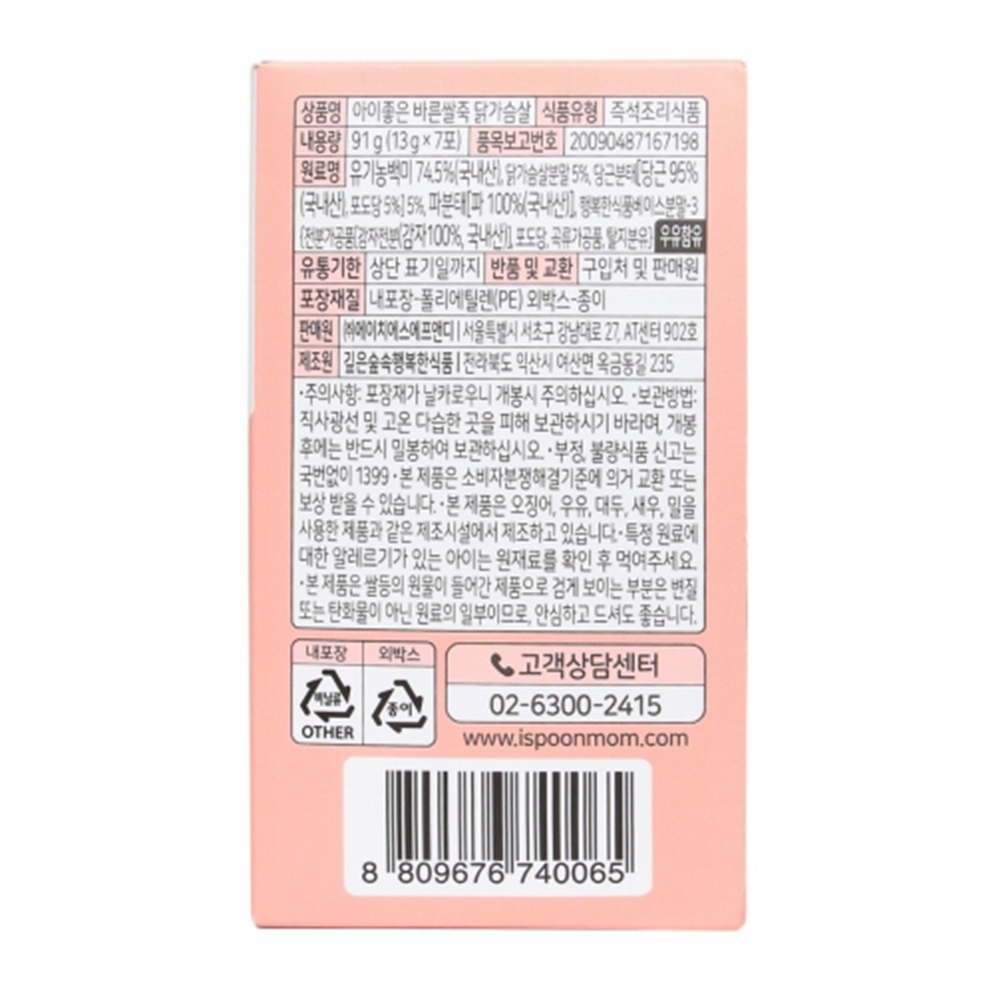 상품명 아이좋은 바른쌀죽 닭가슴살 식품유형 즉석조리식품
내용량 91g (13g×7포) 품목보고번호 20090487167198
원료명 유기농백미 74.5%(국내산), 닭가슴살분말 5%, 당근분태[당근 95%
(국내산), 포도당 5%] 5%, 파분태[파 100%(국내산)], 행복한식품베이스분말-3
{전분가공품[감자전분(감자100%, 국내산)], 포도당, 곡류가공품, 탈지분유} 우유함유
유통기한 상단 표기일까지 반품 및 교환 구입처 및 판매원
포장재질 내포장-폴리에틸렌(PE) 외박스-종이
판매원 ㈜에이치에스에프앤디 | 서울특별시 서초구 강남대로 27, AT센터 902호
제조원 깊은숲속행복한식품 | 전라북도 익산시 여산면 옥금동길 235
·주의사항: 포장재가 날카로우니 개봉시 주의하십시오. ·보관방법:
직사광선 및 고온 다습한 곳을 피해 보관하시기 바라며, 개봉
후에는 반드시 밀봉하여 보관하십시오. ·부정, 불량식품 신고는
국번없이 1399 ·본 제품은 소비자분쟁해결기준에 의거 교환 또는
보상 받을 수 있습니다. ·본 제품은 오징어, 우유, 대두, 새우, 밀을
사용한 제품과 같은 제조시설에서 제조하고 있습니다.·특정 원료에
대한 알레르기가 있는 아이는 원재료를 확인 후 먹여주세요.
·본 제품은 쌀등의 원물이 들어간 제품으로 검게 보이는 부분은 변질
또는 탄화물이 아닌 원료의 일부이므로, 안심하고 드셔도 좋습니다.
내포장 외박스
비닐류 종이
OTHER
고객상담센터
02-6300-2415
www.ispoonmom.com
8 809676 740065